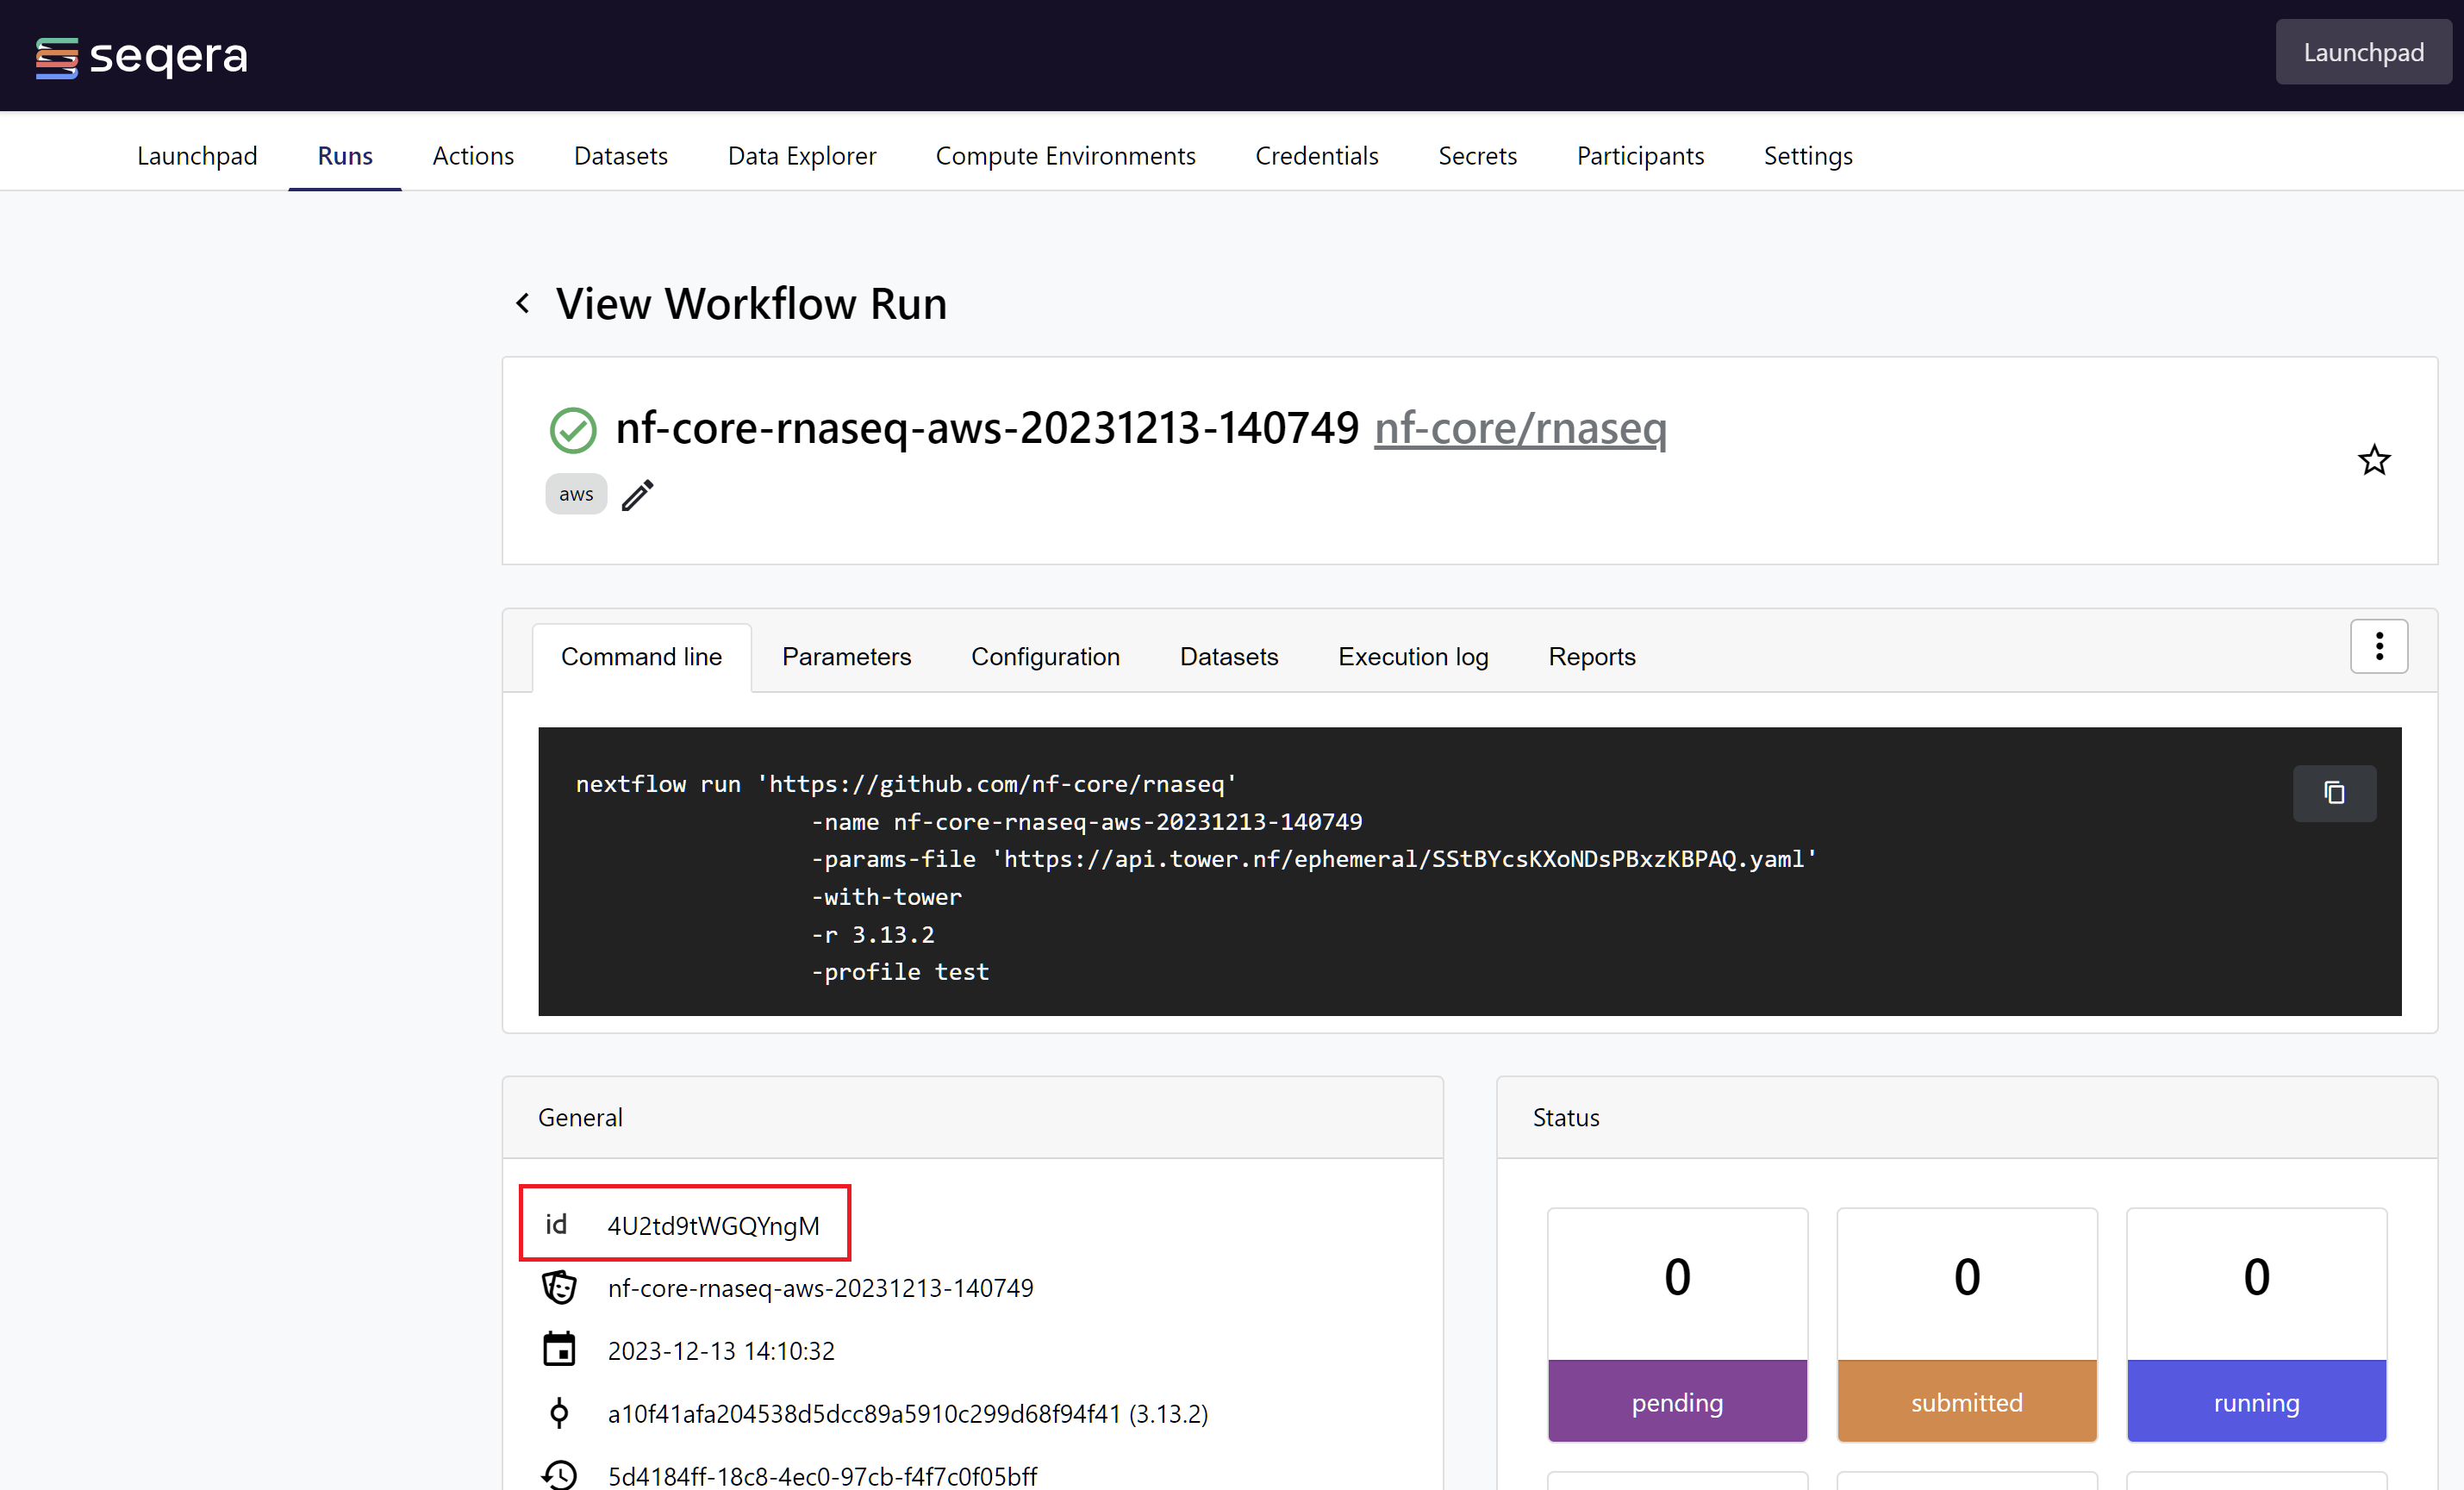 seqera
Launchpad
Launchpad Runs Actions Datasets Data Explorer Compute Environments Credentials Secrets Participants Settings
View Workflow Run
nf-core-rnaseq-aws-20231213-140749 nf-core/rnaseq
aws
Command line Parameters Configuration Datasets Execution log Reports
nextflow run 'https://github.com/nf-core/rnaseq'
-name nf-core-rnaseq-aws-20231213-140749
-params-file 'https://api.tower.nf/ephemeral/SStBYcsKXoNDsPBxzKBPAQ.yaml'
-with-tower
-r 3.13.2
-profile test
General
id 4U2td9tWGQYngM
nf-core-rnaseq-aws-20231213-140749
2023-12-13 14:10:32
a10f41afa204538d5dcc89a5910c299d68f94f41 (3.13.2)
5d4184ff-18c8-4ec0-97cb-f4f7c0f05bff
Status
0 0 0
pending submitted running